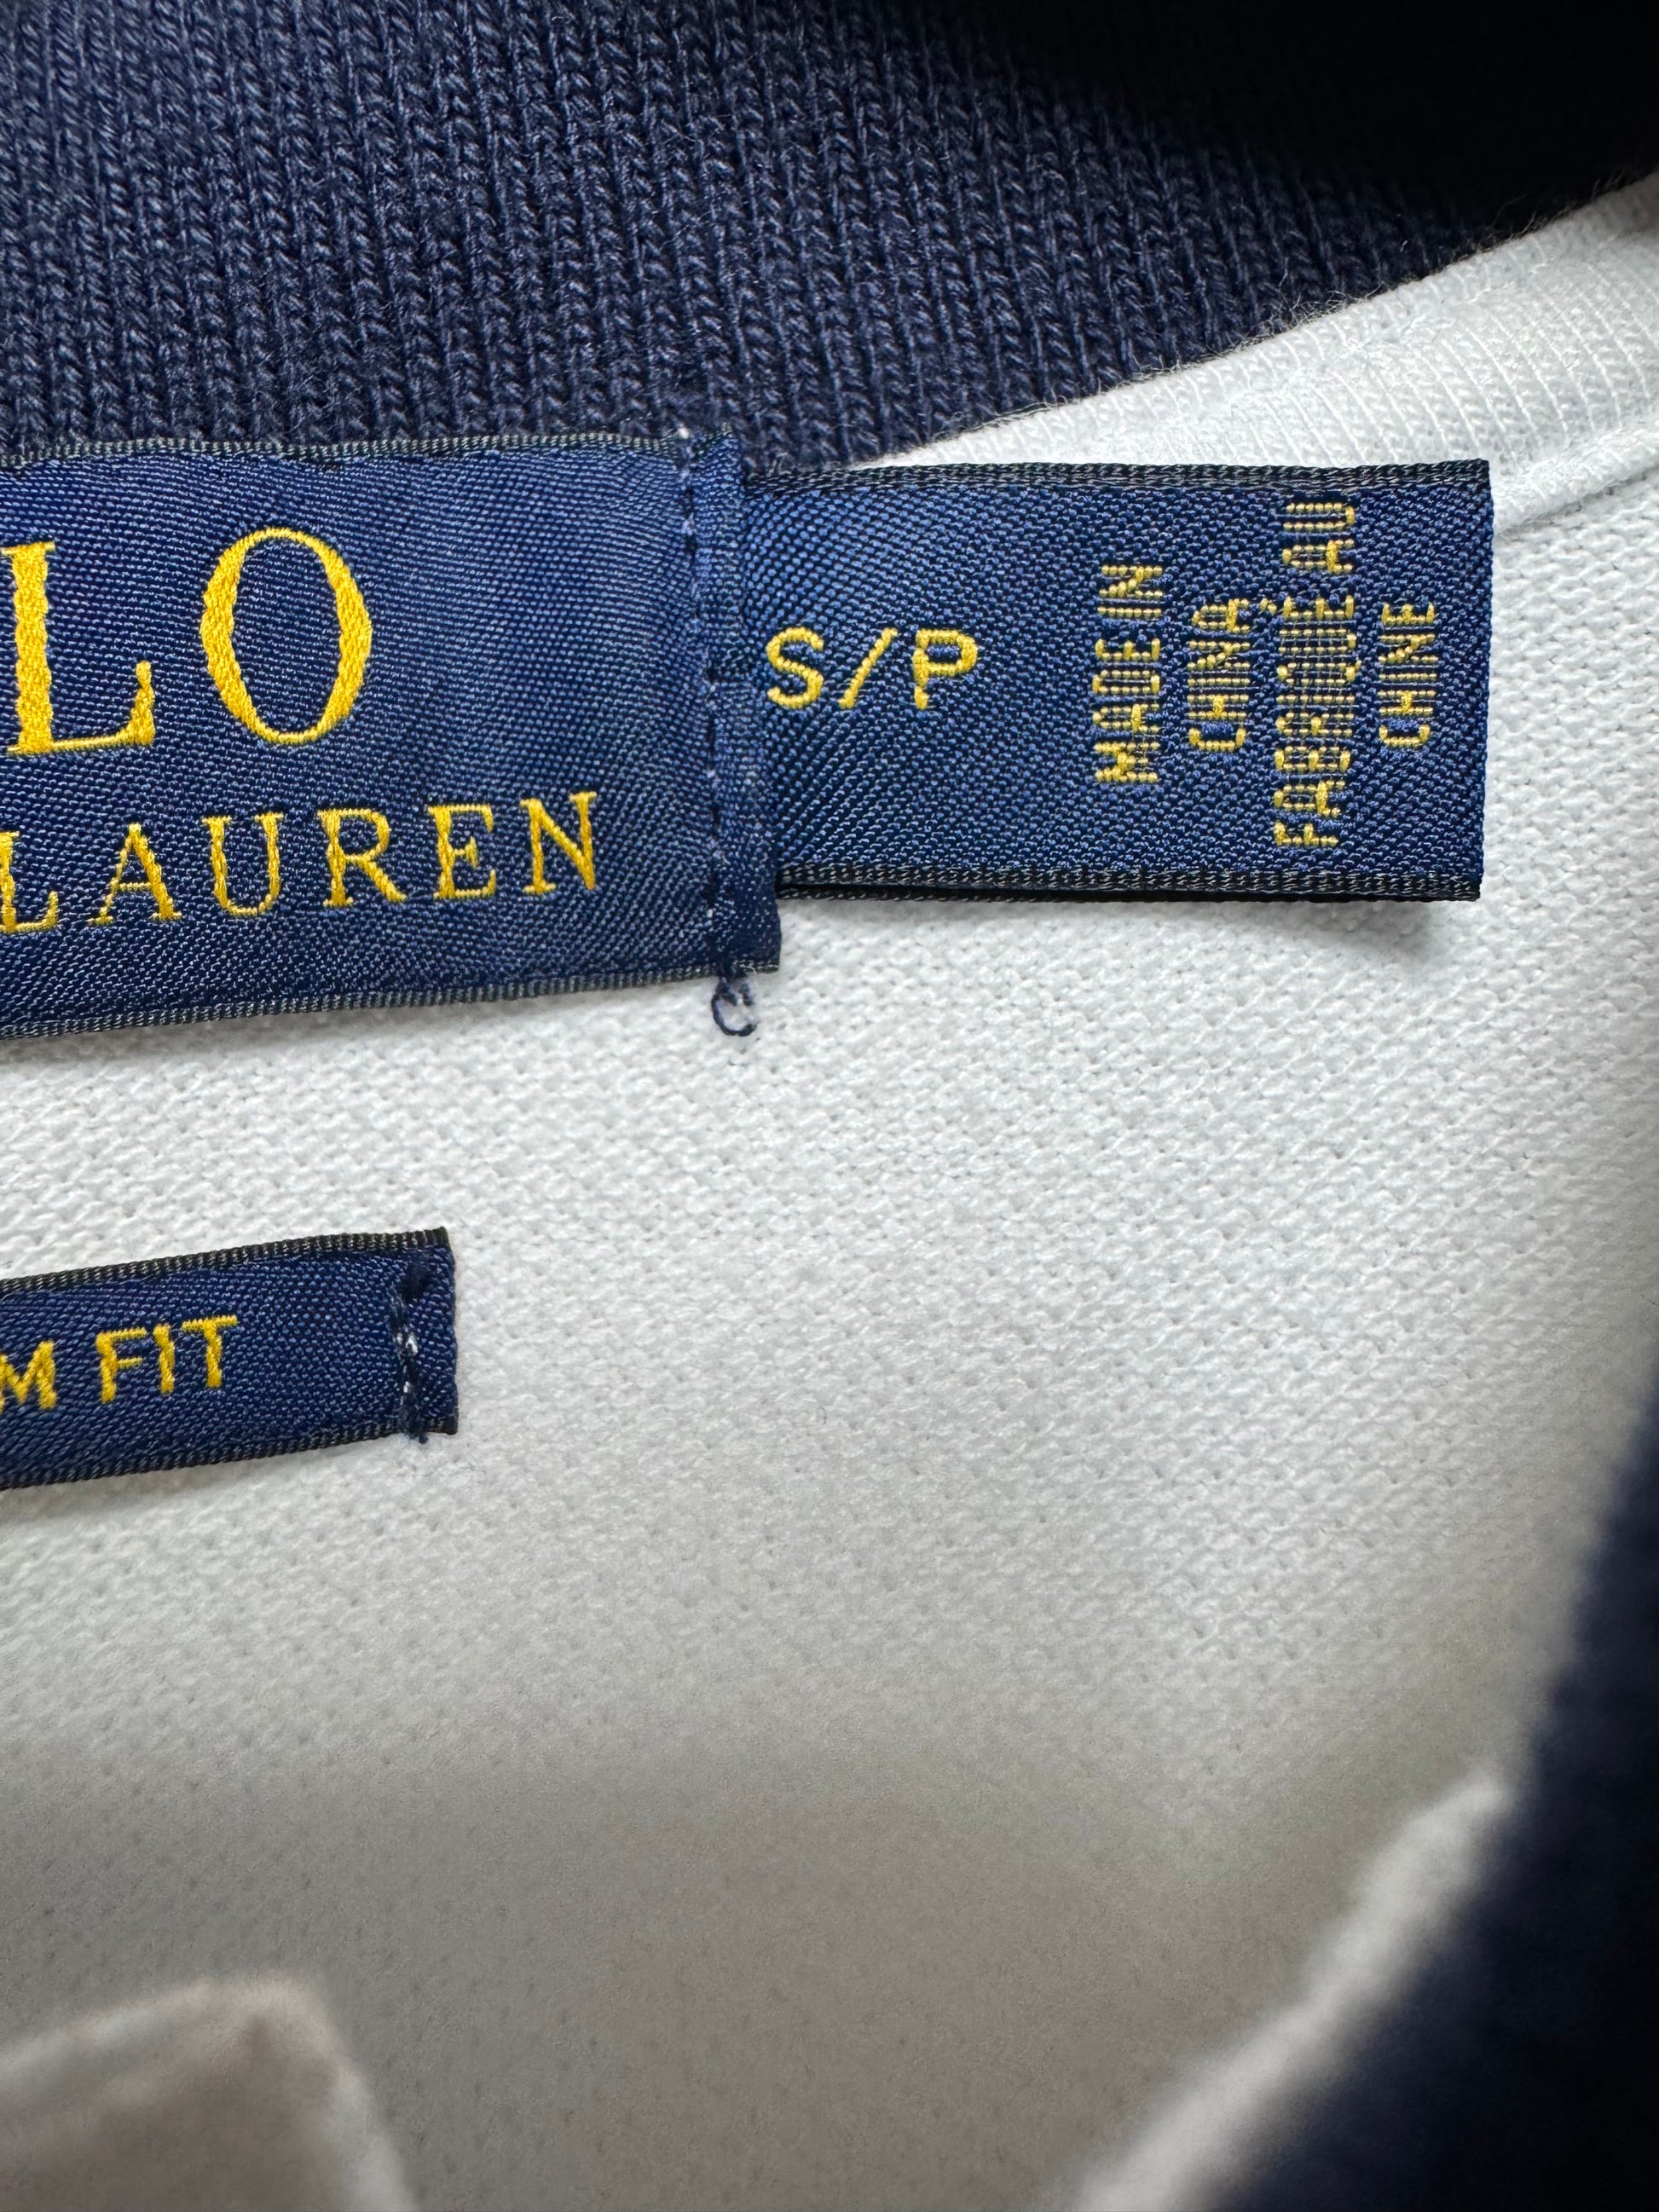 LO
LAUREN
S/P
MADE IN
CHINA
FABRIQUÉ AU
CHINE
M FIT